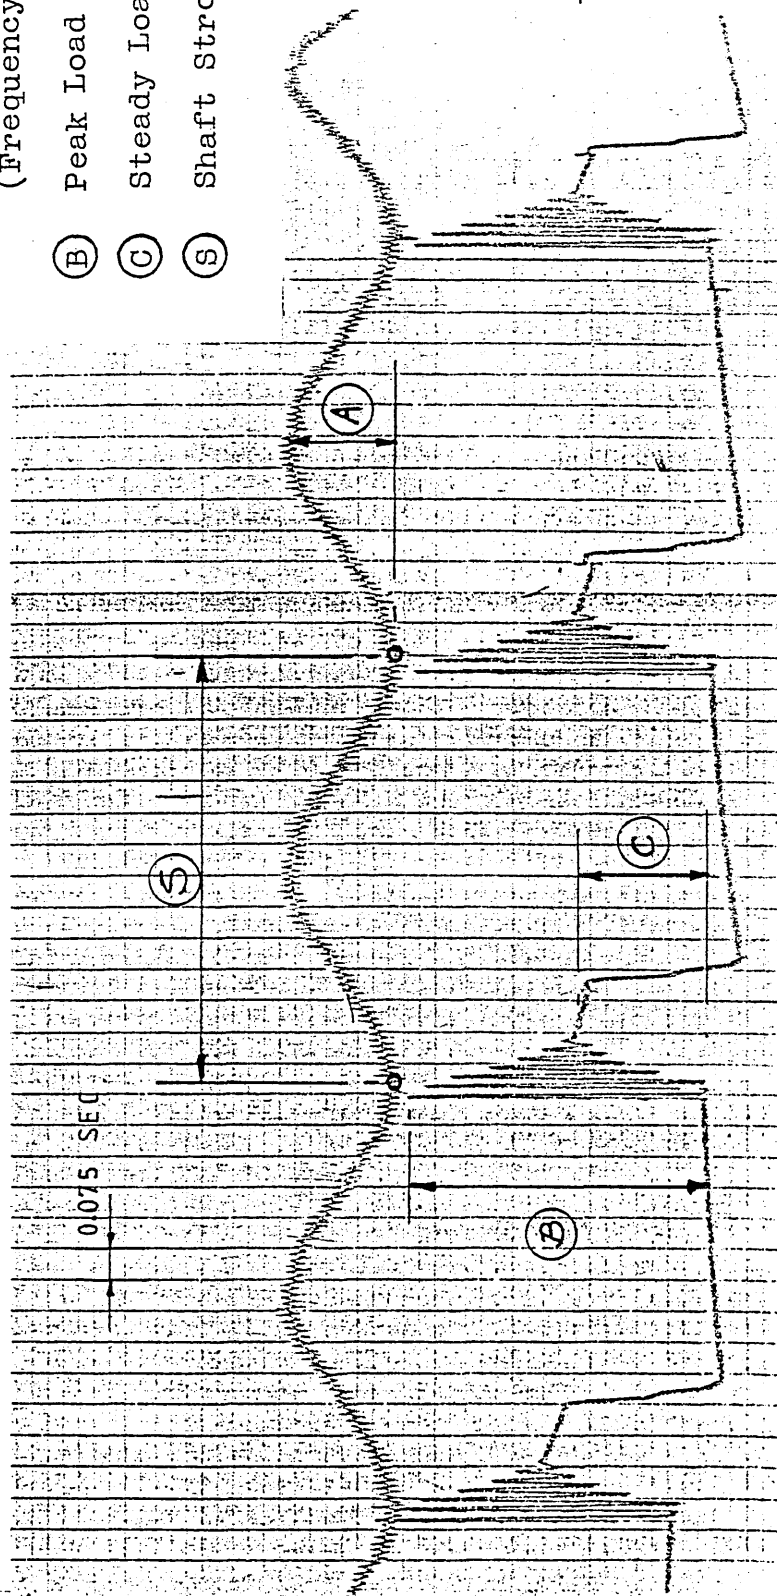 (Frequency
Ⓑ Peak Load
Ⓒ Steady Loa
Ⓢ Shaft Stro
Ⓐ
Ⓢ
Ⓒ
0.075 SEC
Ⓑ